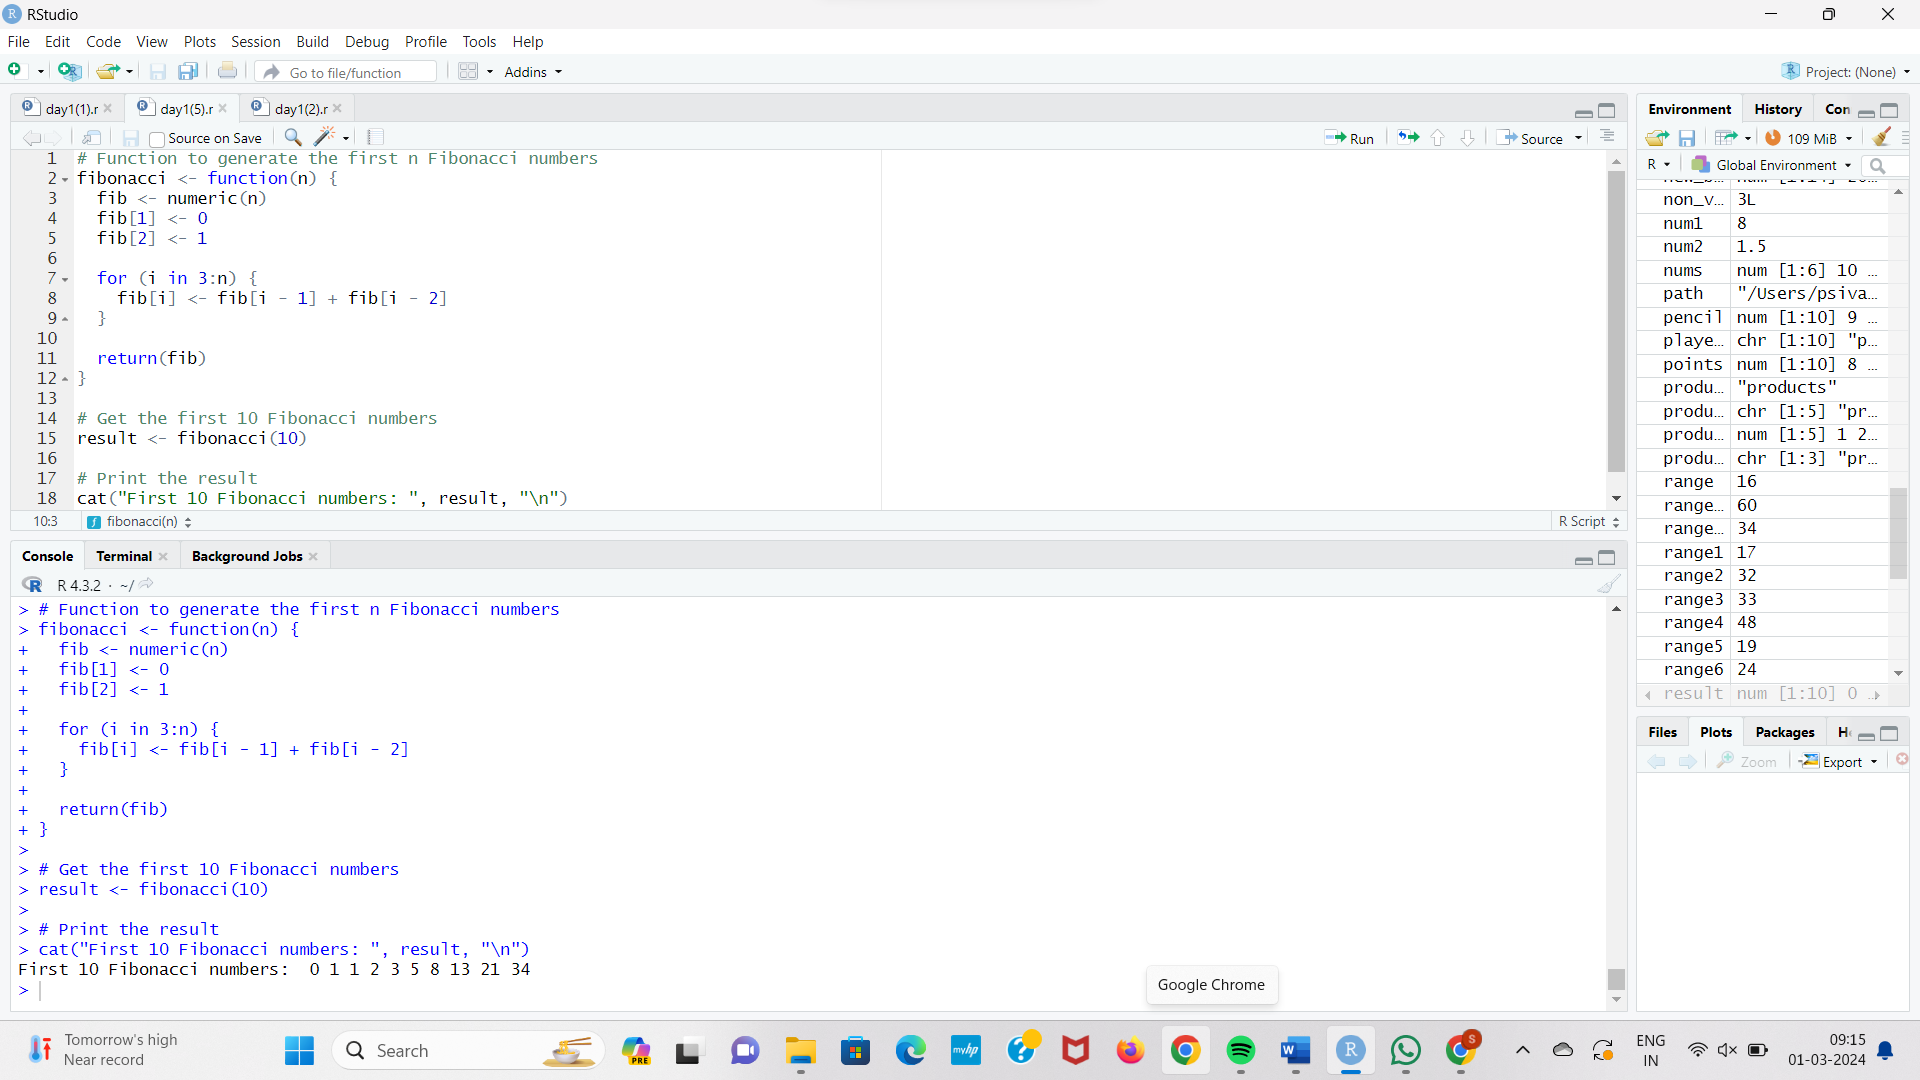 RStudio
File Edit Code View Plots Session Build Debug Profile Tools Help
Go to file/function Addins Project: (None)
day1(1).r day1(5).r day1(2).r
Source on Save Run Source
1 # Function to generate the first n Fibonacci numbers
2 fibonacci <- function(n) {
3 fib <- numeric(n)
4 fib[1] <- 0
5 fib[2] <- 1
6
7 for (i in 3:n) {
8 fib[i] <- fib[i - 1] + fib[i - 2]
9 }
10
11 return(fib)
12 }
13
14 # Get the first 10 Fibonacci numbers
15 result <- fibonacci(10)
16
17 # Print the result
18 cat("First 10 Fibonacci numbers: ", result, "\n")
10:3 fibonacci(n) R Script
Console Terminal Background Jobs
R 4.3.2 · ~/
> # Function to generate the first n Fibonacci numbers
> fibonacci <- function(n) {
+ fib <- numeric(n)
+ fib[1] <- 0
+ fib[2] <- 1
+
+ for (i in 3:n) {
+ fib[i] <- fib[i - 1] + fib[i - 2]
+ }
+
+ return(fib)
+ }
>
> # Get the first 10 Fibonacci numbers
> result <- fibonacci(10)
>
> # Print the result
> cat("First 10 Fibonacci numbers: ", result, "\n")
First 10 Fibonacci numbers: 0 1 1 2 3 5 8 13 21 34
>
Environment History Con
109 MiB
R Global Environment
non_v… 3L
num1 8
num2 1.5
nums num [1:6] 10 …
path "/Users/psiva…
pencil num [1:10] 9 …
playe… chr [1:10] "p…
points num [1:10] 8 …
produ… "products"
produ… chr [1:5] "pr…
produ… num [1:5] 1 2…
produ… chr [1:3] "pr…
range 16
range… 60
range… 34
range1 17
range2 32
range3 33
range4 48
range5 19
range6 24
result num [1:10] 0 …
Files Plots Packages
Zoom Export
Google Chrome
Tomorrow's high
Near record
Search
PRE
myhp
S
ENG
IN
09:15
01-03-2024